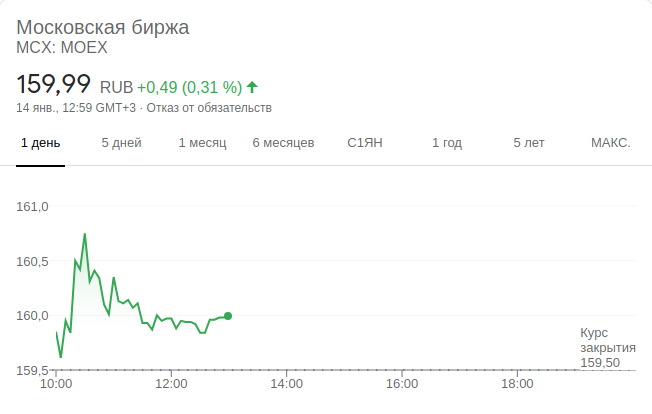 Московская биржа
MCX: MOEX
159,99 RUB +0,49 (0,31 %)
14 янв., 12:59 GMT+3 · Отказ от обязательств
1 день 5 дней 1 месяц 6 месяцев С1ЯН 1 год 5 лет МАКС.
161,0
160,5
160,0
Курс
закрытия
159,50
159,5
10:00 12:00 14:00 16:00 18:00